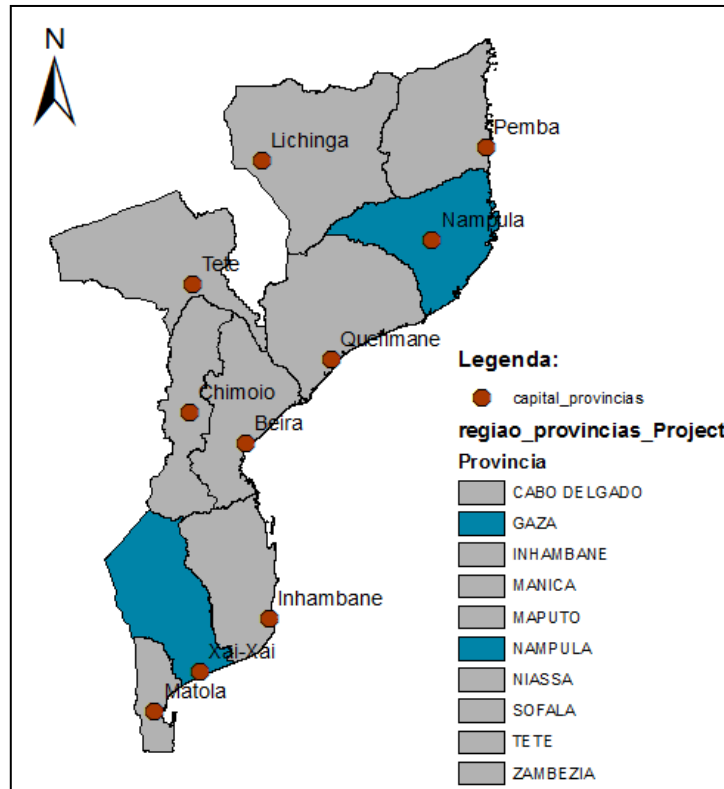 N
Pemba
Lichinga
Nampula
Tete
Quelimane
Chimoio
Beira
Inhambane
Xai-Xai
Matola
Legenda:
capital_provincias
regiao_provincias_Project
Provincia
CABO DELGADO
GAZA
INHAMBANE
MANICA
MAPUTO
NAMPULA
NIASSA
SOFALA
TETE
ZAMBEZIA